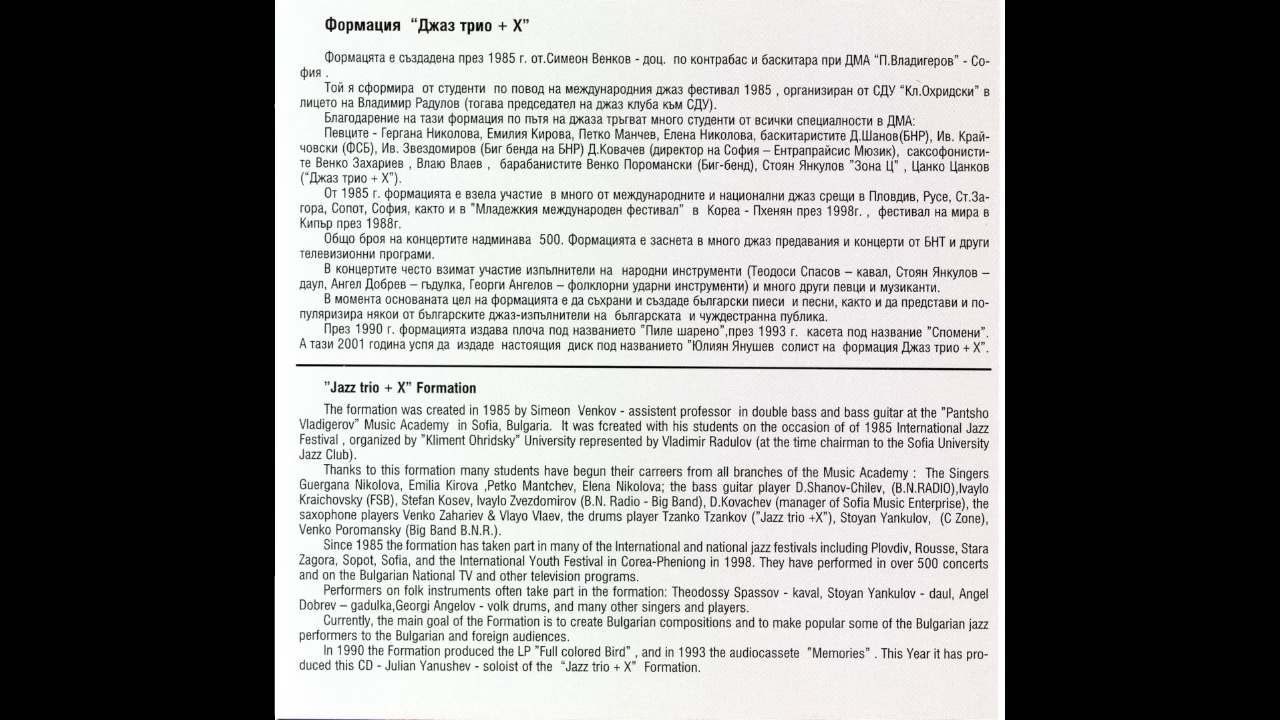 Формация “Джаз трио + Х”
Формацята е създадена през 1985 г. от.Симеон Венков - доц. по контрабас и баскитара при ДМА “П.Владигеров” - Со-
фия .
Той я сформира от студенти по повод на международния джаз фестивал 1985 , организиран от СДУ “Кл.Охридски” в
лицето на Владимир Радулов (тогава председател на джаз клуба към СДУ).
Благодарение на тази формация по пътя на джаза тръгват много студенти от всички специалности в ДМА:
Певците - Гергана Николова, Емилия Кирова, Петко Манчев, Елена Николова, баскитаристите Д.Шанов(БНР), Ив. Край-
човски (ФСБ), Ив. Звездомиров (Биг бенда на БНР) Д.Ковачев (директор на София – Ентрапрайсис Мюзик), саксофонисти-
те Венко Захариев , Влаю Влаев , барабанистите Венко Поромански (Биг-бенд), Стоян Янкулов ”Зона Ц” , Цанко Цанков
(“Джаз трио + Х”).
От 1985 г. формацията е взела участие в много от международните и национални джаз срещи в Пловдив, Русе, Ст.За-
гора, Сопот, София, както и в ”Младежкия международен фестивал” в Кореа - Пхенян през 1998г. , фестивал на мира в
Кипър през 1988г.
Общо броя на концертите надминава 500. Формацията е заснета в много джаз предавания и концерти от БНТ и други
телевизионни програми.
В концертите често взимат участие изпълнители на народни инструменти (Теодоси Спасов – кавал, Стоян Янкулов –
даул, Ангел Добрев – гъдулка, Георги Ангелов – фолклорни ударни инструменти) и много други певци и музиканти.
В момента основаната цел на формацията е да съхрани и създаде български пиеси и песни, както и да представи и по-
пуляризира някои от българските джаз-изпълнители на българската и чуждестранна публика.
През 1990 г. формацията издава плоча под названието ”Пиле шарено”,през 1993 г. касета под название ”Спомени”.
А тази 2001 година успя да издаде настоящия диск под названието ”Юлиян Янушев солист на формация Джаз трио + Х”.
”Jazz trio + X” Formation
The formation was created in 1985 by Simeon Venkov - assistent professor in double bass and bass guitar at the ”Pantsho
Vladigerov” Music Academy in Sofia, Bulgaria. It was fcreated with his students on the occasion of of 1985 International Jazz
Festival , organized by ”Kliment Ohridsky” University represented by Vladimir Radulov (at the time chairman to the Sofia University
Jazz Club).
Thanks to this formation many students have begun their carreers from all branches of the Music Academy : The Singers
Guergana Nikolova, Emilia Kirova ,Petko Mantchev, Elena Nikolova; the bass guitar player D.Shanov-Chilev, (B.N.RADIO),Ivaylo
Kraichovsky (FSB), Stefan Kosev, Ivaylo Zvezdomirov (B.N. Radio - Big Band), D.Kovachev (manager of Sofia Music Enterprise), the
saxophone players Venko Zahariev & Vlayo Vlaev, the drums player Tzanko Tzankov (”Jazz trio +X”), Stoyan Yankulov, (C Zone),
Venko Poromansky (Big Band B.N.R.).
Since 1985 the formation has taken part in many of the International and national jazz festivals including Plovdiv, Rousse, Stara
Zagora, Sopot, Sofia, and the International Youth Festival in Corea-Pheniong in 1998. They have performed in over 500 concerts
and on the Bulgarian National TV and other television programs.
Performers on folk instruments often take part in the formation: Theodossy Spassov - kaval, Stoyan Yankulov - daul, Angel
Dobrev – gadulka,Georgi Angelov - volk drums, and many other singers and players.
Currently, the main goal of the Formation is to create Bulgarian compositions and to make popular some of the Bulgarian jazz
performers to the Bulgarian and foreign audiences.
In 1990 the Formation produced the LP ”Full colored Bird” , and in 1993 the audiocassete ”Memories” . This Year it has pro-
duced this CD - Julian Yanushev - soloist of the “Jazz trio + X” Formation.